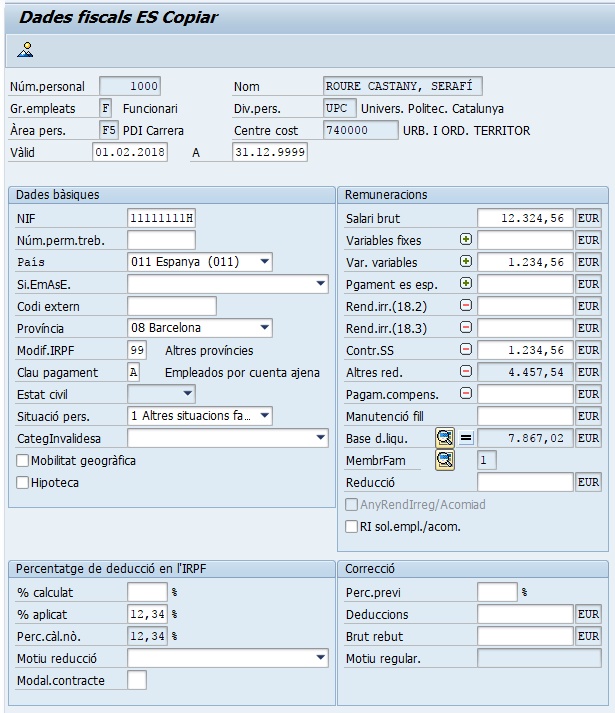 Dades fiscals ES Copiar
Núm.personal 1000 Nom ROURE CASTANY, SERAFÍ
Gr.empleats F Funcionari Div.pers. UPC Univers. Politec. Catalunya
Àrea pers. F5 PDI Carrera Centre cost 740000 URB. I ORD. TERRITOR
Vàlid 01.02.2018 A 31.12.9999
Dades bàsiques
NIF 11111111H
Núm.perm.treb.
País 011 Espanya (011)
Si.EmAsE.
Codi extern
Província 08 Barcelona
Modif.IRPF 99 Altres províncies
Clau pagament A Empleados por cuenta ajena
Estat civil
Situació pers. 1 Altres situacions fa...
CategInvalidesa
Mobilitat geogràfica
Hipoteca
Remuneracions
Salari brut 12.324,56 EUR
Variables fixes EUR
Var. variables 1.234,56 EUR
Pgament es esp. EUR
Rend.irr.(18.2) EUR
Rend.irr.(18.3) EUR
Contr.SS 1.234,56 EUR
Altres red. 4.457,54 EUR
Pagam.compens. EUR
Manutenció fill EUR
Base d.liqu. = 7.867,02 EUR
MembrFam 1
Reducció EUR
AnyRendIrreg/Acomiad
RI sol.empl./acom.
Percentatge de deducció en l'IRPF
% calculat %
% aplicat 12,34 %
Perc.càl.nò. 12,34 %
Motiu reducció
Modal.contracte
Correcció
Perc.previ %
Deduccions EUR
Brut rebut EUR
Motiu regular.